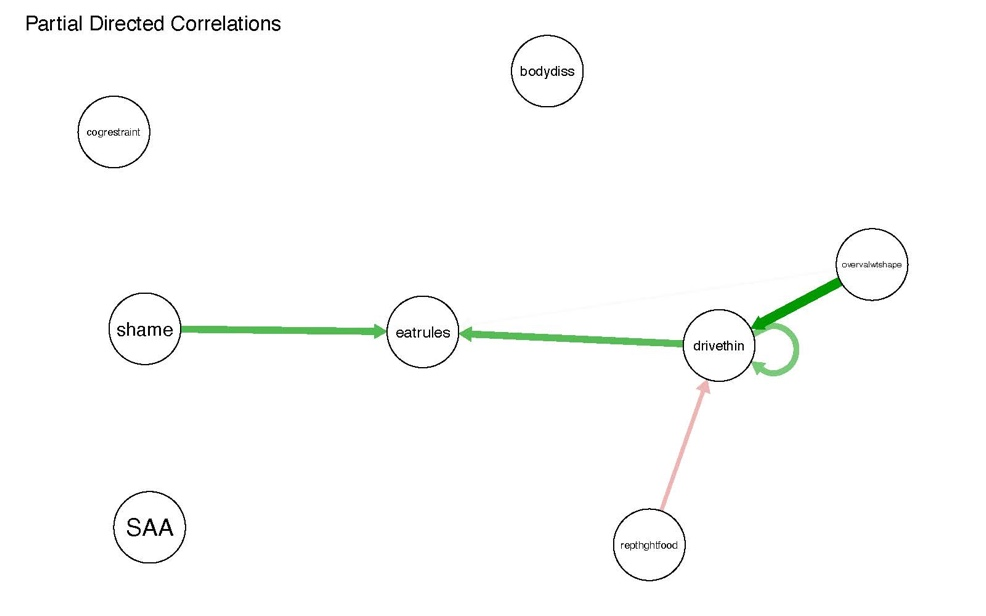 Partial Directed Correlations
bodydiss
cogrestraint
overvalwtshape
shame
eatrules
drivethin
SAA
repthghtfood